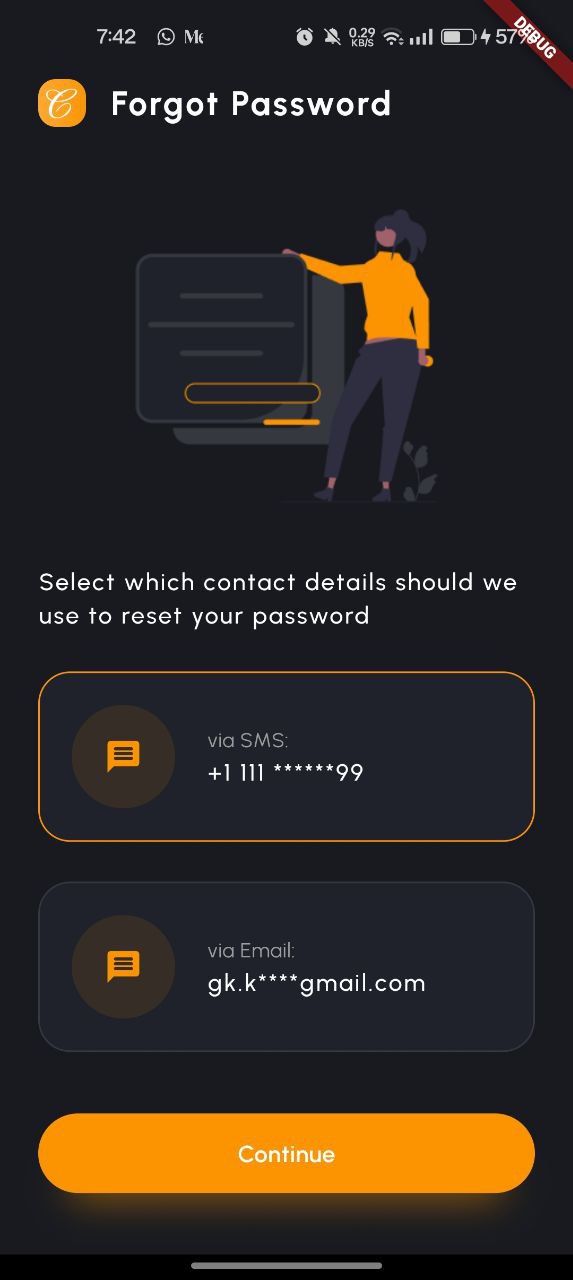 7:42 0.29 KB/S 57%
DEBUG
C Forgot Password
Select which contact details should we
use to reset your password
via SMS:
+1 111 ******99
via Email:
gk.k****gmail.com
Continue